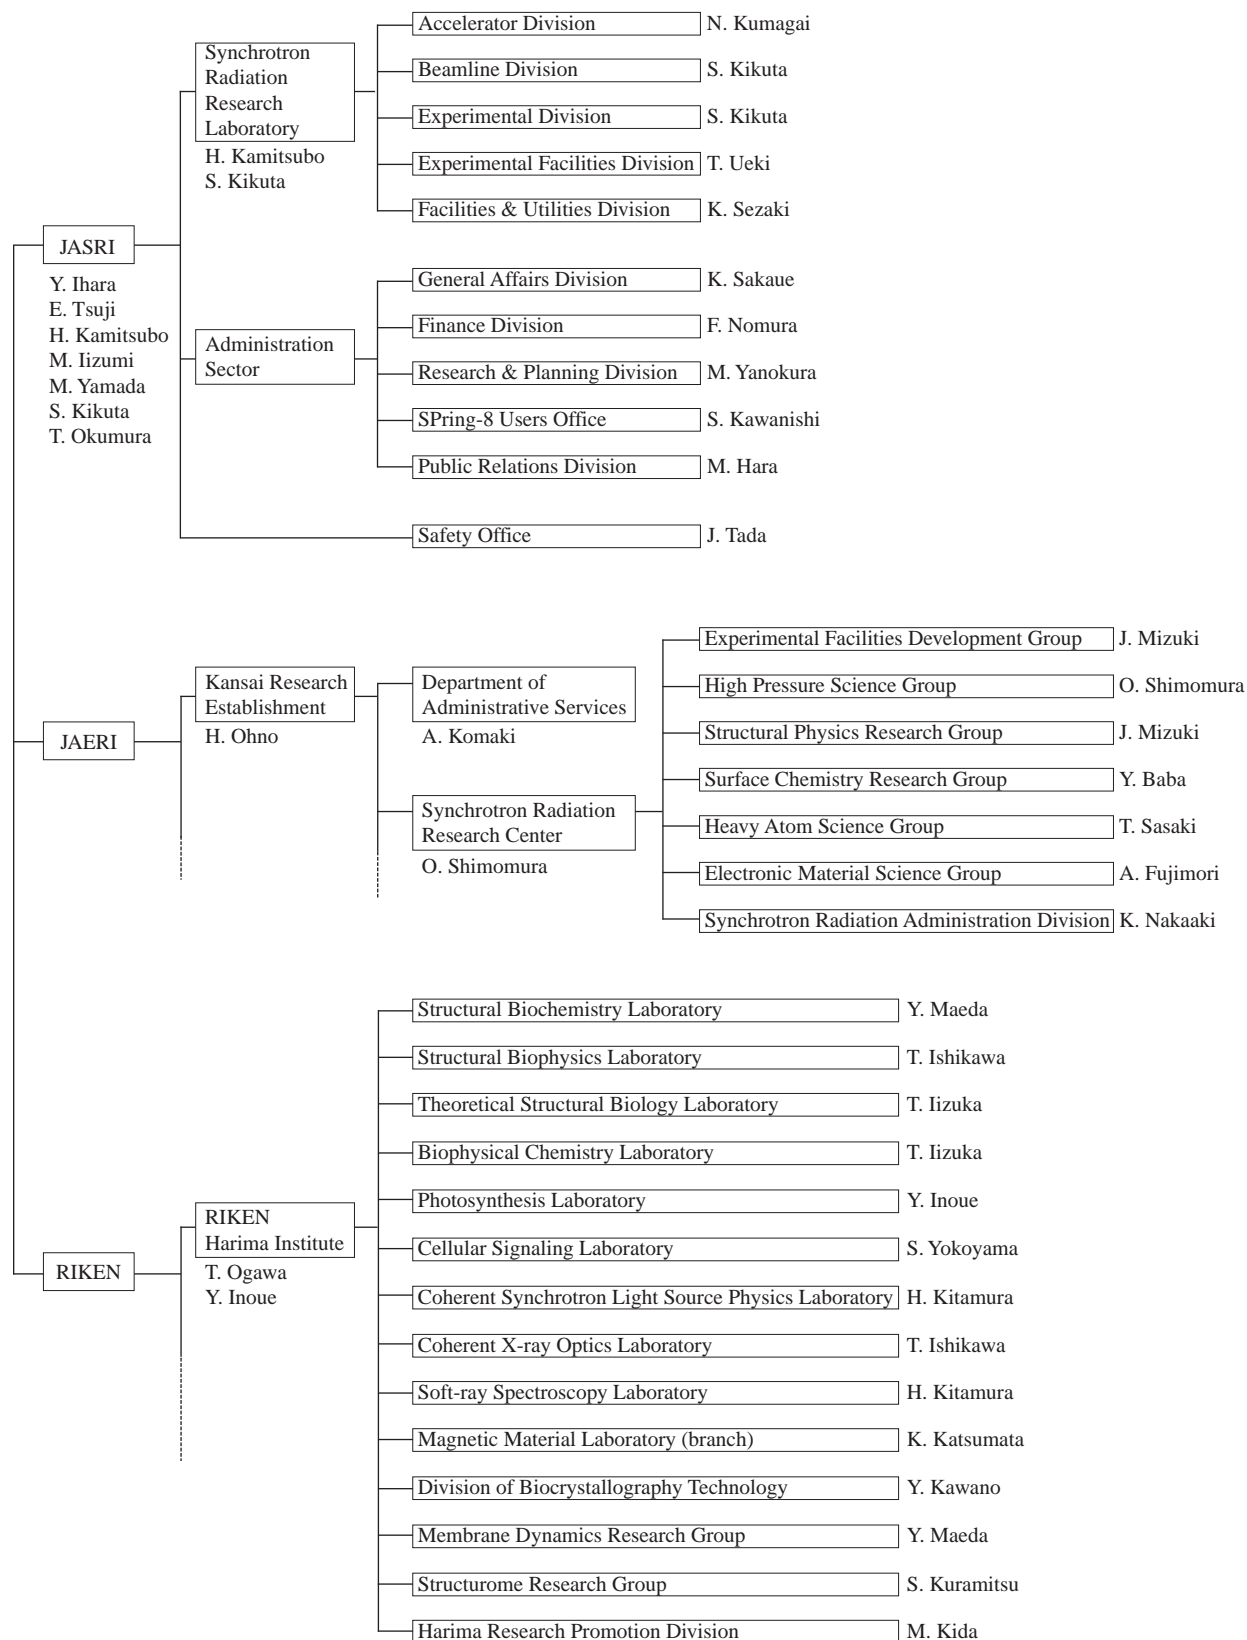 JASRI
Y. Ihara
E. Tsuji
H. Kamitsubo
M. Iizumi
M. Yamada
S. Kikuta
T. Okumura
Synchrotron
Radiation
Research
Laboratory
H. Kamitsubo
S. Kikuta
Accelerator Division N. Kumagai
Beamline Division S. Kikuta
Experimental Division S. Kikuta
Experimental Facilities Division T. Ueki
Facilities & Utilities Division K. Sezaki
Administration
Sector
General Affairs Division K. Sakaue
Finance Division F. Nomura
Research & Planning Division M. Yanokura
SPring-8 Users Office S. Kawanishi
Public Relations Division M. Hara
Safety Office J. Tada
JAERI
Kansai Research
Establishment
H. Ohno
Department of
Administrative Services
A. Komaki
Synchrotron Radiation
Research Center
O. Shimomura
Experimental Facilities Development Group J. Mizuki
High Pressure Science Group O. Shimomura
Structural Physics Research Group J. Mizuki
Surface Chemistry Research Group Y. Baba
Heavy Atom Science Group T. Sasaki
Electronic Material Science Group A. Fujimori
Synchrotron Radiation Administration Division K. Nakaaki
RIKEN
RIKEN
Harima Institute
T. Ogawa
Y. Inoue
Structural Biochemistry Laboratory Y. Maeda
Structural Biophysics Laboratory T. Ishikawa
Theoretical Structural Biology Laboratory T. Iizuka
Biophysical Chemistry Laboratory T. Iizuka
Photosynthesis Laboratory Y. Inoue
Cellular Signaling Laboratory S. Yokoyama
Coherent Synchrotron Light Source Physics Laboratory H. Kitamura
Coherent X-ray Optics Laboratory T. Ishikawa
Soft-ray Spectroscopy Laboratory H. Kitamura
Magnetic Material Laboratory (branch) K. Katsumata
Division of Biocrystallography Technology Y. Kawano
Membrane Dynamics Research Group Y. Maeda
Structurome Research Group S. Kuramitsu
Harima Research Promotion Division M. Kida